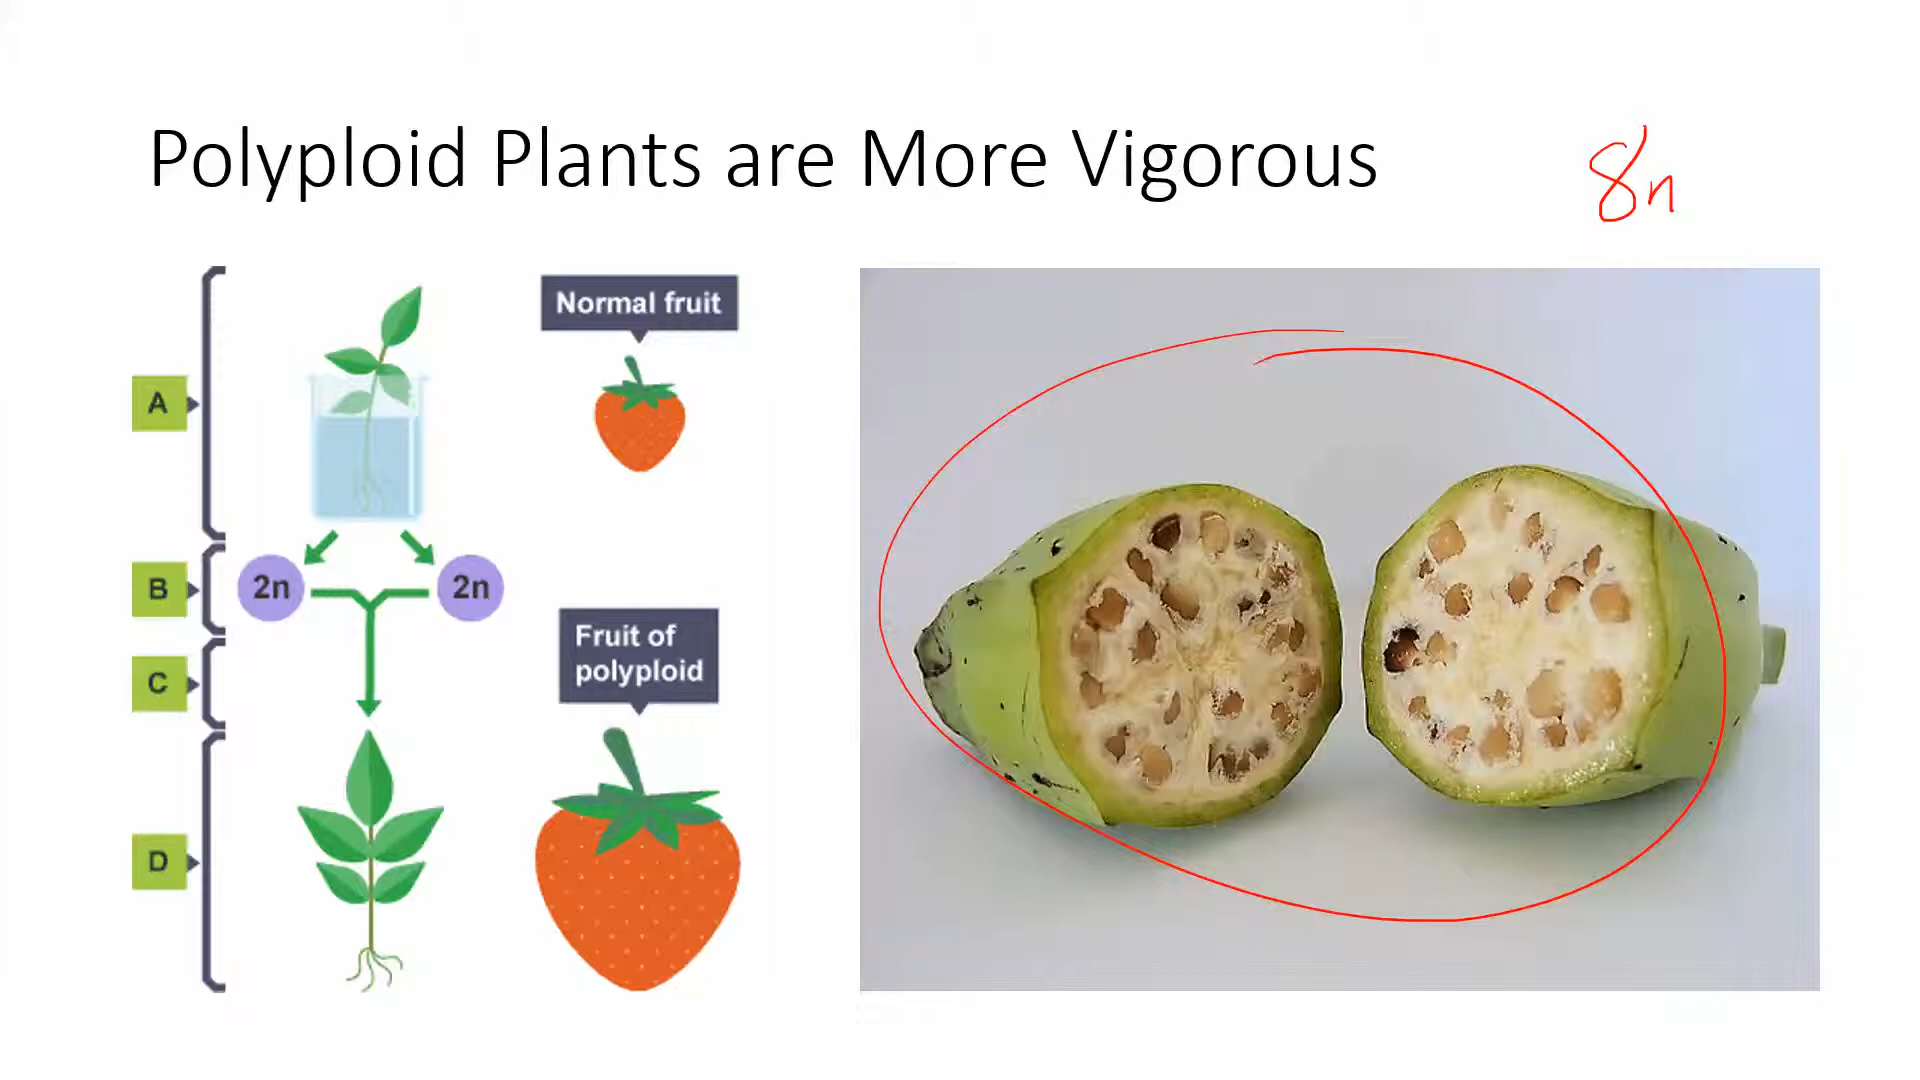 Polyploid Plants are More Vigorous
8n
A
Normal fruit
B
2n
2n
Fruit of
polyploid
C
D